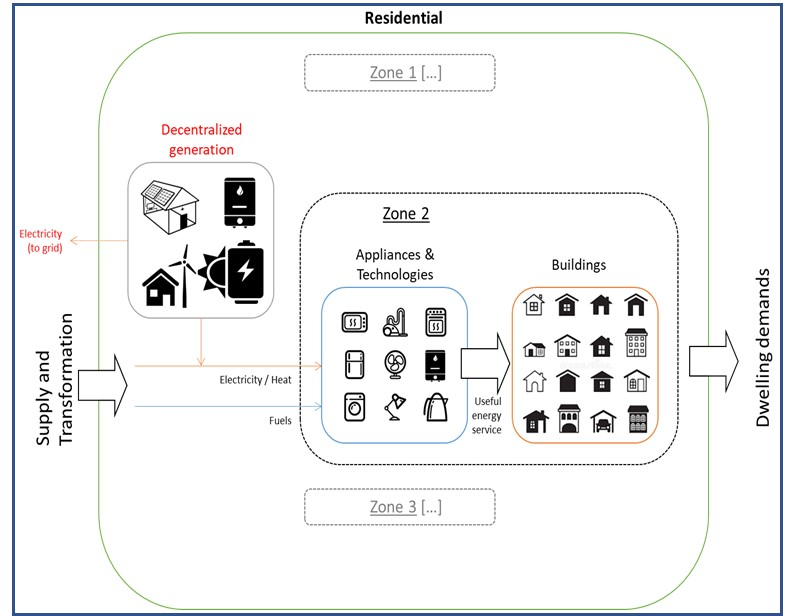 Residential
Zone 1 [...]
Decentralized
generation
Zone 2
Electricity
(to grid)
Appliances &
Technologies
Buildings
Supply and
Transformation
Dwelling demands
Electricity / Heat
Fuels
Useful
energy
service
Zone 3 [...]